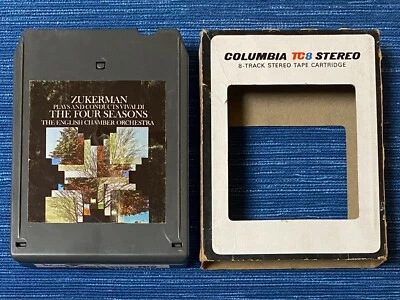 ZUKERMAN
PLAYS AND CONDUCTS VIVALDI
THE FOUR SEASONS
THE ENGLISH CHAMBER ORCHESTRA
COLUMBIA TC8 STEREO
8-TRACK STEREO TAPE CARTRIDGE